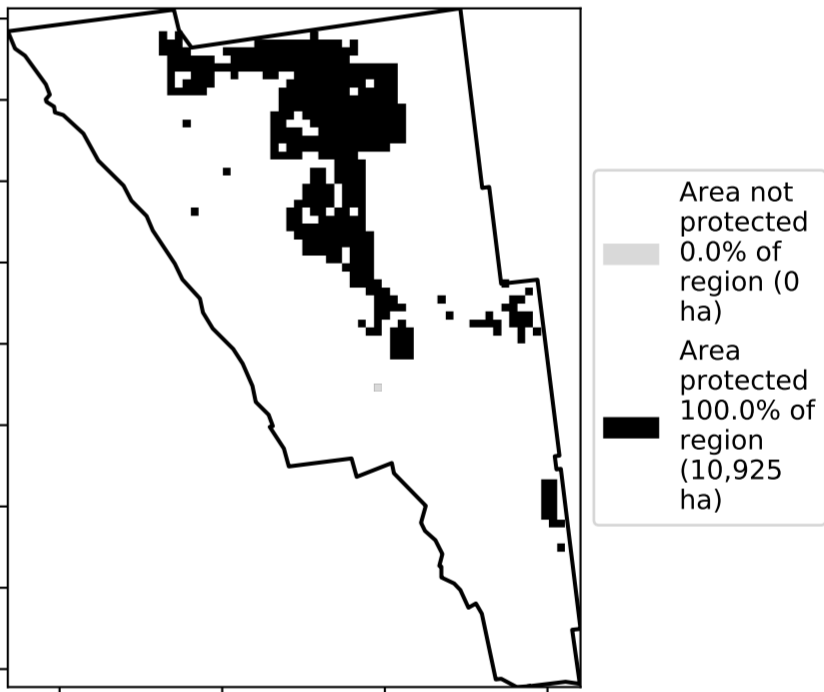 Area not
protected
0.0% of
region (0
ha)
Area
protected
100.0% of
region
(10,925
ha)